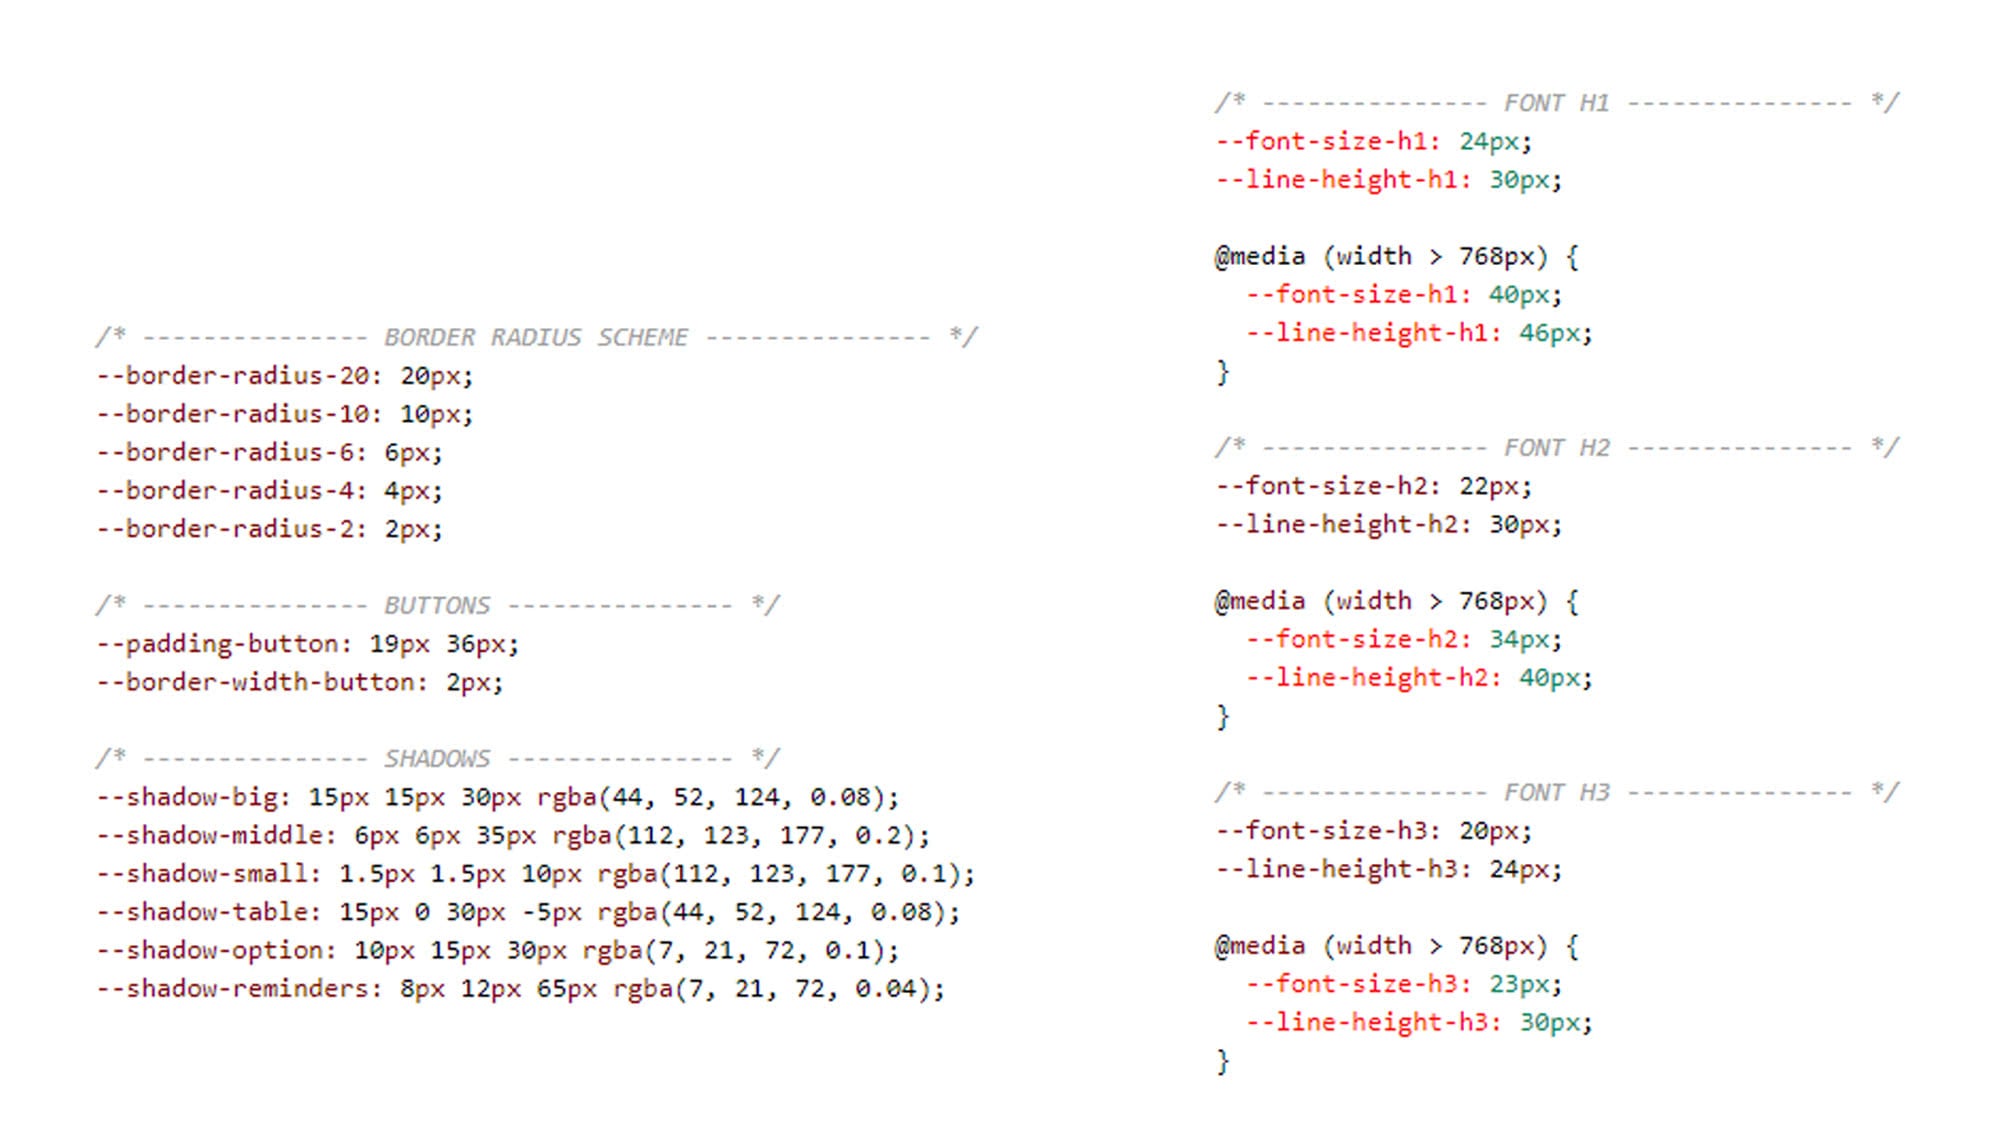 /* --------------- BORDER RADIUS SCHEME --------------- */
--border-radius-20: 20px;
--border-radius-10: 10px;
--border-radius-6: 6px;
--border-radius-4: 4px;
--border-radius-2: 2px;

/* --------------- BUTTONS --------------- */
--padding-button: 19px 36px;
--border-width-button: 2px;

/* --------------- SHADOWS --------------- */
--shadow-big: 15px 15px 30px rgba(44, 52, 124, 0.08);
--shadow-middle: 6px 6px 35px rgba(112, 123, 177, 0.2);
--shadow-small: 1.5px 1.5px 10px rgba(112, 123, 177, 0.1);
--shadow-table: 15px 0 30px -5px rgba(44, 52, 124, 0.08);
--shadow-option: 10px 15px 30px rgba(7, 21, 72, 0.1);
--shadow-reminders: 8px 12px 65px rgba(7, 21, 72, 0.04);

/* --------------- FONT H1 --------------- */
--font-size-h1: 24px;
--line-height-h1: 30px;

@media (width > 768px) {
  --font-size-h1: 40px;
  --line-height-h1: 46px;
}

/* --------------- FONT H2 --------------- */
--font-size-h2: 22px;
--line-height-h2: 30px;

@media (width > 768px) {
  --font-size-h2: 34px;
  --line-height-h2: 40px;
}

/* --------------- FONT H3 --------------- */
--font-size-h3: 20px;
--line-height-h3: 24px;

@media (width > 768px) {
  --font-size-h3: 23px;
  --line-height-h3: 30px;
}